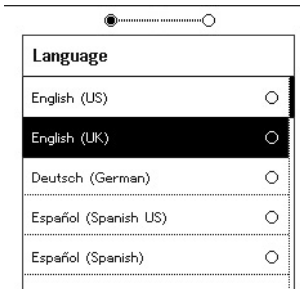 Language
English (US)
English (UK)
Deutsch (German)
Español (Spanish US)
Español (Spanish)